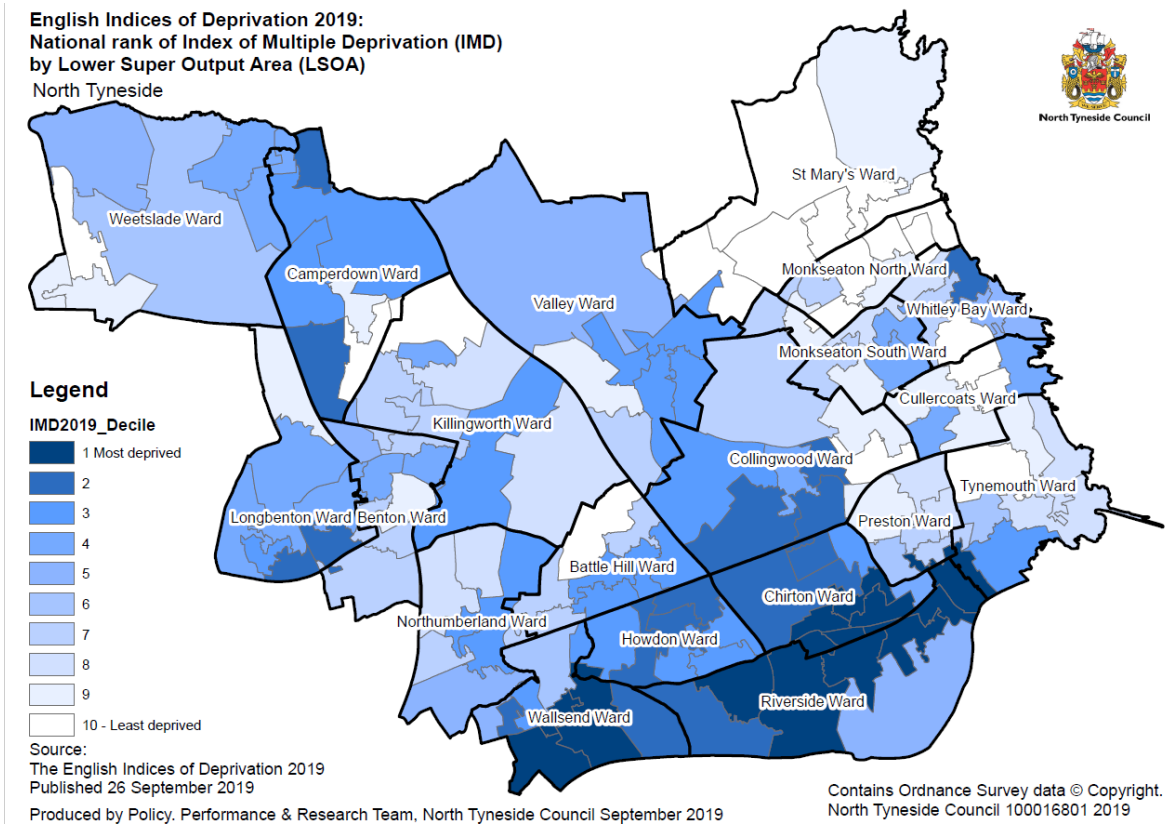 English Indices of Deprivation 2019:
National rank of Index of Multiple Deprivation (IMD)
by Lower Super Output Area (LSOA)
North Tyneside
North Tyneside Council
St Mary's Ward
Weetslade Ward
Monkseaton North Ward
Camperdown Ward
Valley Ward
Whitley Bay Ward
Monkseaton South Ward
Cullercoats Ward
Killingworth Ward
Collingwood Ward
Tynemouth Ward
Longbenton Ward
Benton Ward
Preston Ward
Battle Hill Ward
Chirton Ward
Northumberland Ward
Howdon Ward
Riverside Ward
Wallsend Ward
Legend
IMD2019_Decile
1 Most deprived
2
3
4
5
6
7
8
9
10 - Least deprived
Source:
The English Indices of Deprivation 2019
Published 26 September 2019
Produced by Policy. Performance & Research Team, North Tyneside Council September 2019
Contains Ordnance Survey data © Copyright.
North Tyneside Council 100016801 2019